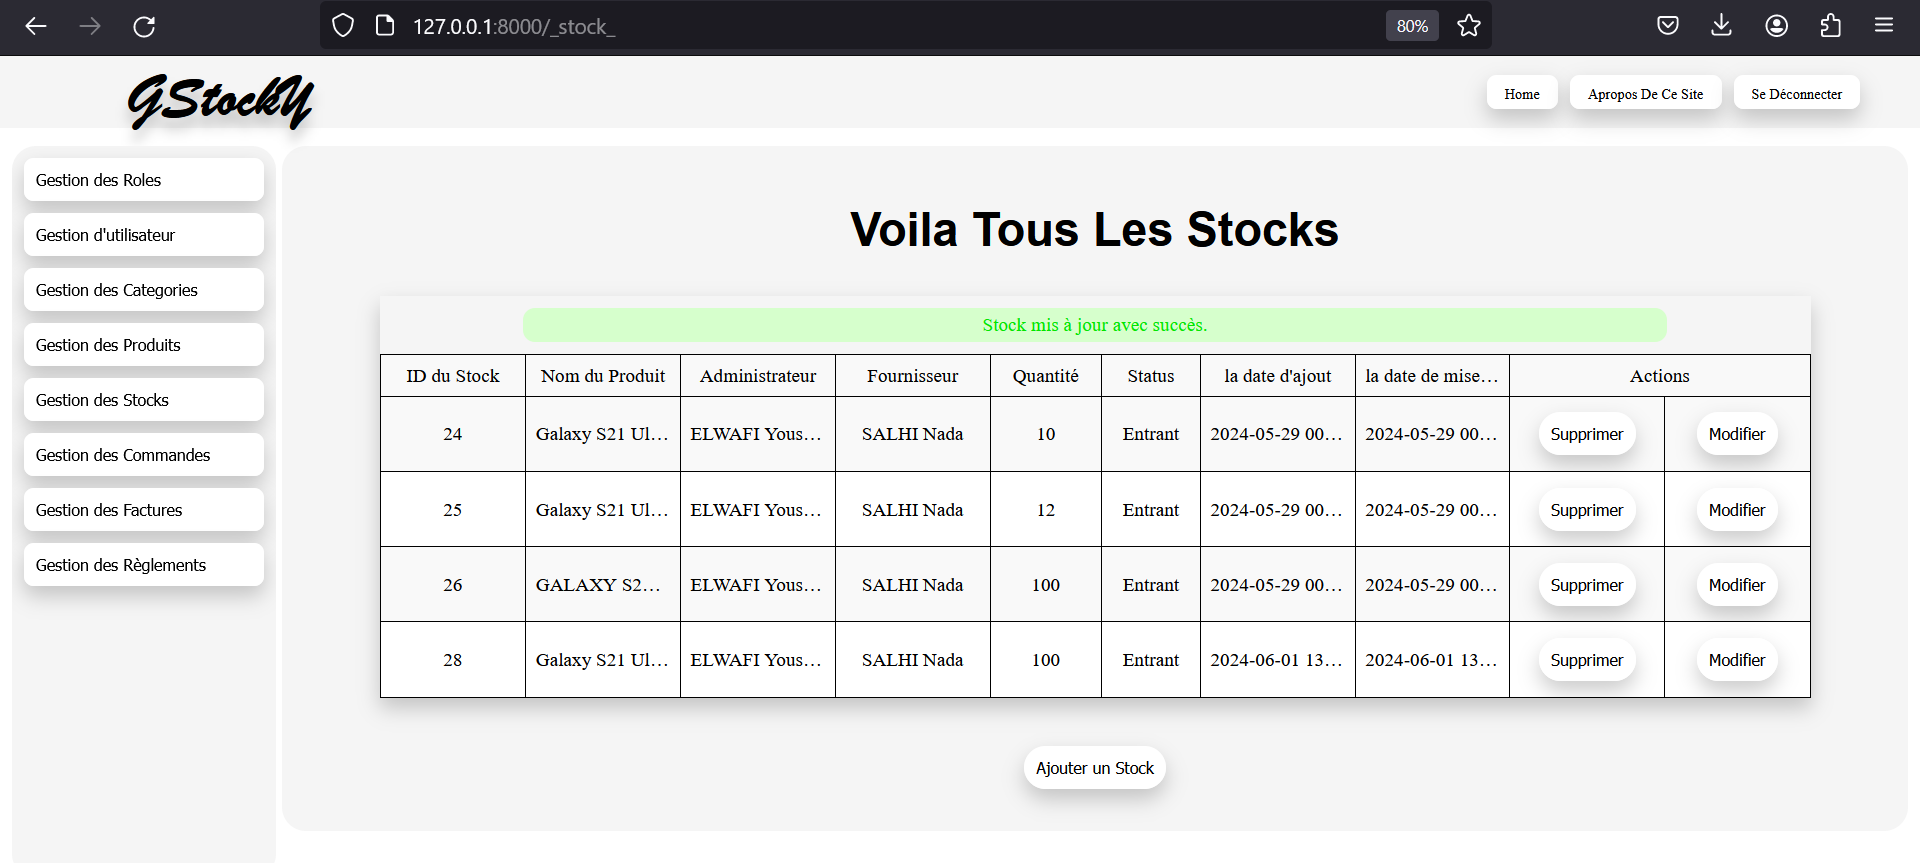 127.0.0.1:8000/_stock_
80%
GStockY
Home
Apropos De Ce Site
Se Déconnecter
Gestion des Roles
Gestion d'utilisateur
Gestion des Categories
Gestion des Produits
Gestion des Stocks
Gestion des Commandes
Gestion des Factures
Gestion des Règlements
Voila Tous Les Stocks
Stock mis à jour avec succès.
ID du Stock Nom du Produit Administrateur Fournisseur Quantité Status la date d'ajout la date de mise... Actions
24 Galaxy S21 Ul... ELWAFI Yous... SALHI Nada 10 Entrant 2024-05-29 00... 2024-05-29 00... Supprimer Modifier
25 Galaxy S21 Ul... ELWAFI Yous... SALHI Nada 12 Entrant 2024-05-29 00... 2024-05-29 00... Supprimer Modifier
26 GALAXY S2... ELWAFI Yous... SALHI Nada 100 Entrant 2024-05-29 00... 2024-05-29 00... Supprimer Modifier
28 Galaxy S21 Ul... ELWAFI Yous... SALHI Nada 100 Entrant 2024-06-01 13... 2024-06-01 13... Supprimer Modifier
Ajouter un Stock